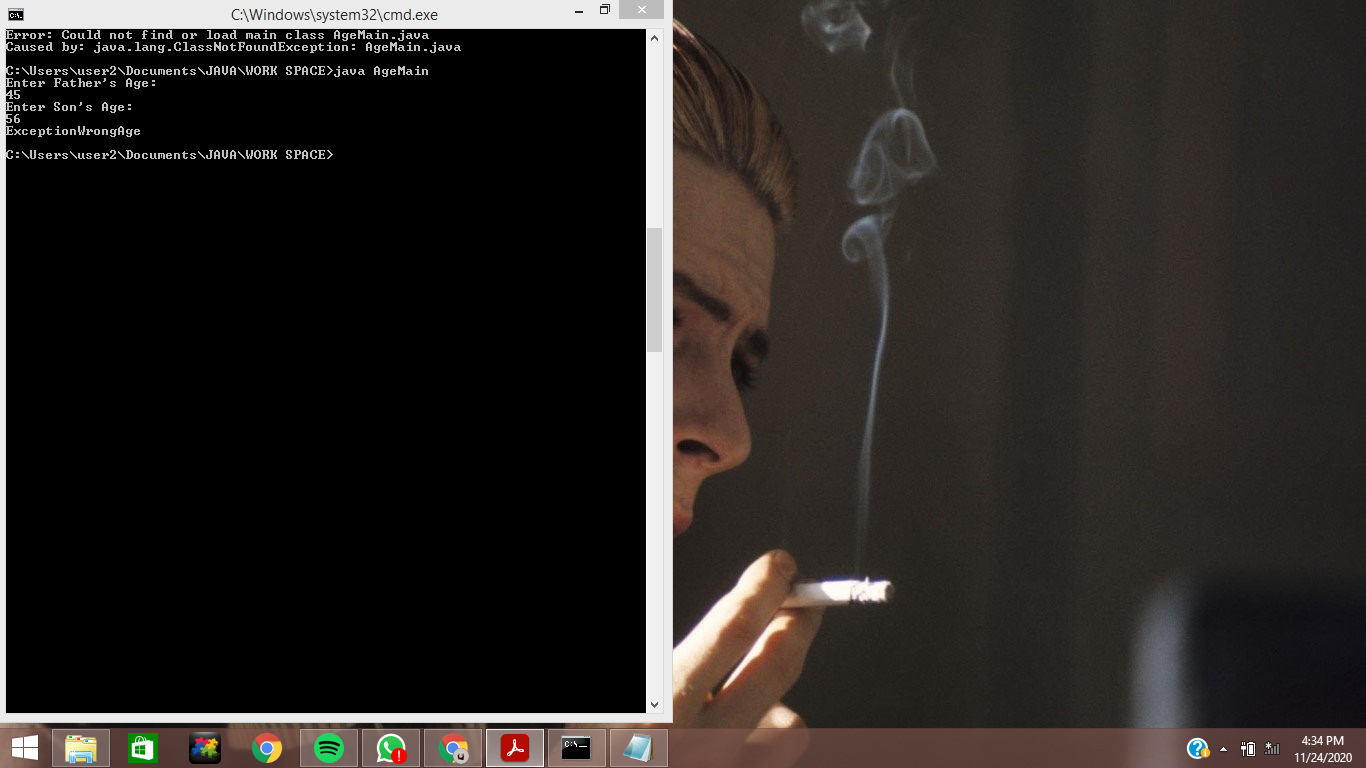 C:\Windows\system32\cmd.exe
Error: Could not find or load main class AgeMain.java
Caused by: java.lang.ClassNotFoundException: AgeMain.java
C:\Users\user2\Documents\JAVA\WORK SPACE>java AgeMain
Enter Father's Age:
45
Enter Son's Age:
56
ExceptionWrongAge
C:\Users\user2\Documents\JAVA\WORK SPACE>
4:34 PM
11/24/2020